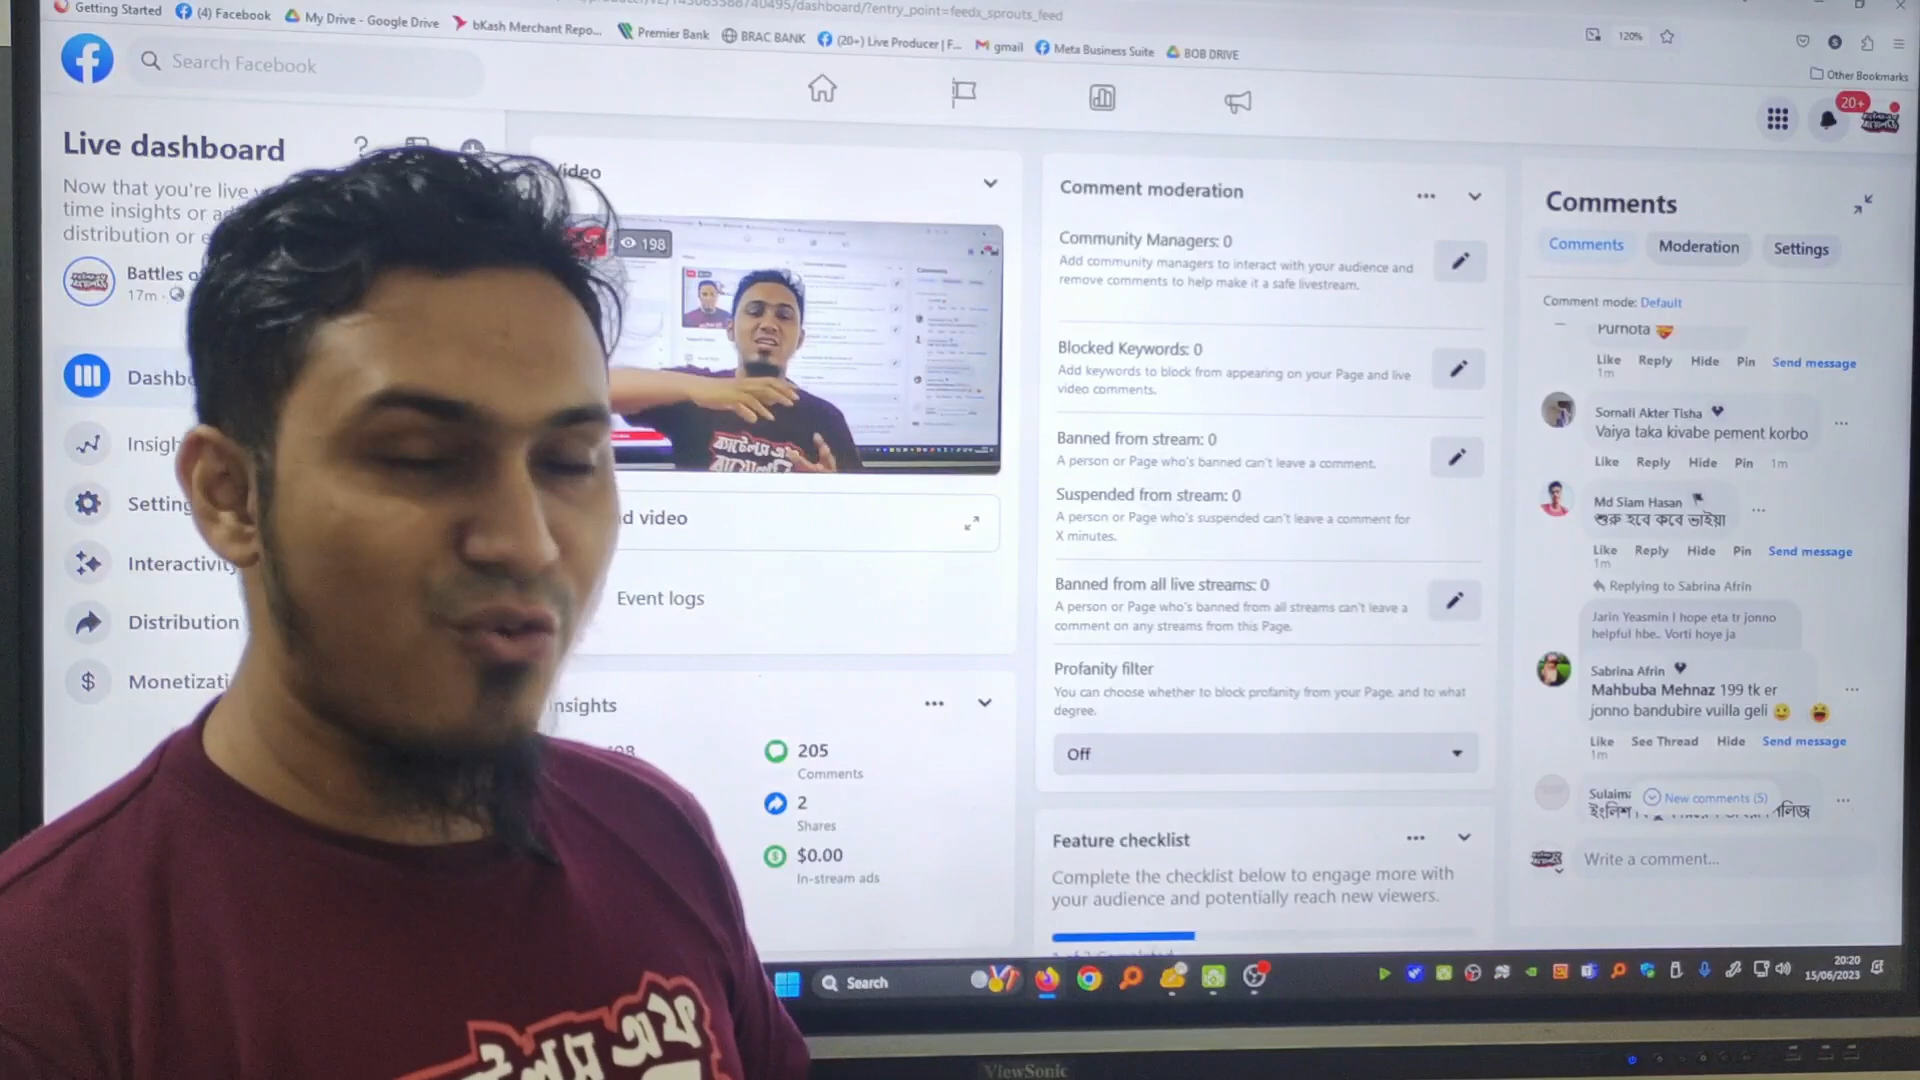 /dashboard/?entry_point=feedx_sprouts_feed
Getting Started
(4) Facebook
My Drive - Google Drive
bKash Merchant Repo...
Premier Bank
BRAC BANK
(20+) Live Producer | F...
gmail
Meta Business Suite
BOB DRIVE
120%
Other Bookmarks
Search Facebook
20+
Live dashboard
Now that you're live
time insights or
distribution or
Battles
17m
Dashb
Insigh
Setting
Interactivity
Distribution
Monetizati
Video
198
d video
Event logs
nsights
205
Comments
2
Shares
$0.00
In-stream ads
Comment moderation
Community Managers: 0
Add community managers to interact with your audience and
remove comments to help make it a safe livestream.
Blocked Keywords: 0
Add keywords to block from appearing on your Page and live
video comments.
Banned from stream: 0
A person or Page who's banned can't leave a comment.
Suspended from stream: 0
A person or Page who's suspended can't leave a comment for
X minutes.
Banned from all live streams: 0
A person or Page who's banned from all streams can't leave a
comment on any streams from this Page.
Profanity filter
You can choose whether to block profanity from your Page, and to what
degree.
Off
Feature checklist
Complete the checklist below to engage more with
your audience and potentially reach new viewers.
Comments
Comments Moderation Settings
Comment mode: Default
Purnota
Like Reply Hide Pin Send message
1m
Sornali Akter Tisha
Vaiya taka kivabe pement korbo
Like Reply Hide Pin 1m
Md Siam Hasan
শুরু হবে কবে ভাইয়া
Like Reply Hide Pin Send message
1m
Replying to Sabrina Afrin
Jarin Yeasmin I hope eta tr jonno
helpful hbe.. Vorti hoye ja
Sabrina Afrin
Mahbuba Mehnaz 199 tk er
jonno bandubire vuilla geli
Like See Thread Hide Send message
1m
Sulaim
New comments (5)
ইংলিশ
Write a comment...
Search
20:20
15/06/2023
ViewSonic
ব্যাটেলস অফ